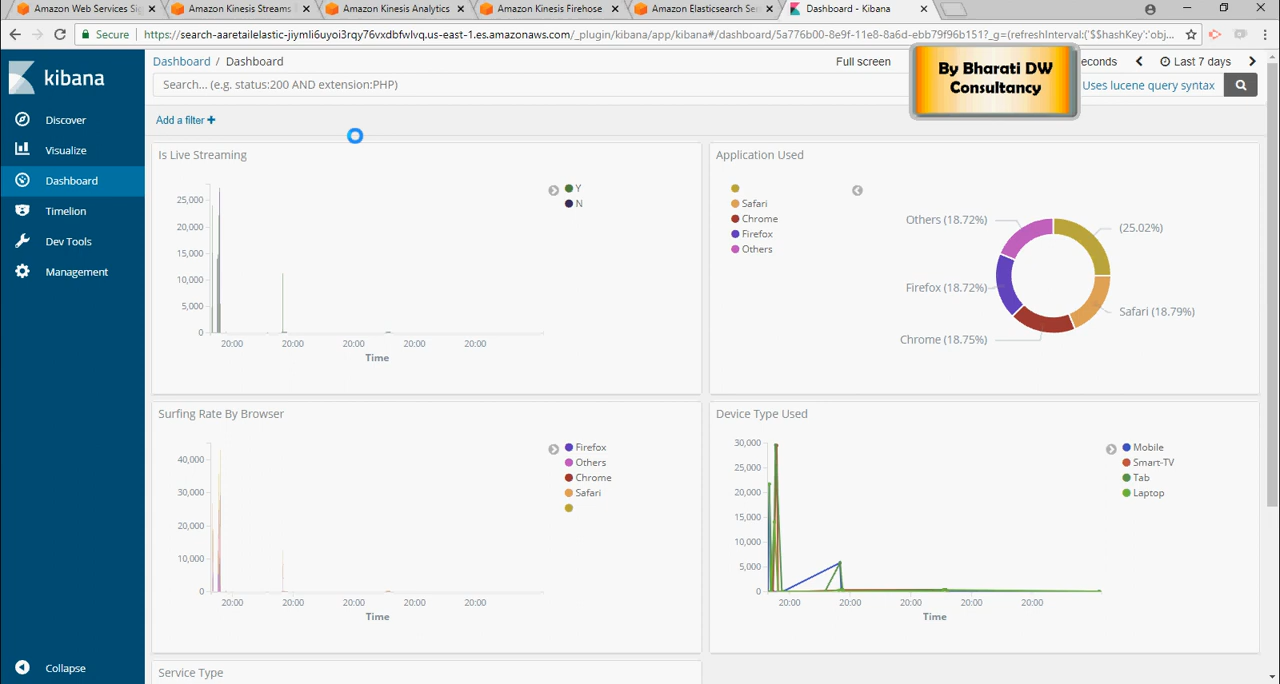 Amazon Web Services Sig
Amazon Kinesis Streams
Amazon Kinesis Analytics
Amazon Kinesis Firehose
Amazon Elasticsearch Ser
Dashboard - Kibana
Secure
https://search-aaretailelastic-jiymli6uyoi3rqy76vxdbfwlvq.us-east-1.es.amazonaws.com/_plugin/kibana/app/kibana#/dashboard/5a776b00-8e9f-11e8-8a6d-ebb79f96b151?_g=(refreshInterval:('$$hashKey':'obj...
kibana
Discover
Visualize
Dashboard
Timelion
Dev Tools
Management
Collapse
Dashboard / Dashboard
Full screen
econds
Last 7 days
By Bharati DW
Consultancy
Search... (e.g. status:200 AND extension:PHP)
Uses lucene query syntax
Add a filter +
Is Live Streaming
25,000
20,000
15,000
10,000
5,000
0
20:00 20:00 20:00 20:00 20:00
Time
Y
N
Application Used
Safari
Chrome
Firefox
Others
Others (18.72%)
(25.02%)
Firefox (18.72%)
Safari (18.79%)
Chrome (18.75%)
Surfing Rate By Browser
40,000
30,000
20,000
10,000
0
20:00 20:00 20:00 20:00 20:00
Time
Firefox
Others
Chrome
Safari
Device Type Used
30,000
25,000
20,000
15,000
10,000
5,000
0
20:00 20:00 20:00 20:00 20:00
Time
Mobile
Smart-TV
Tab
Laptop
Service Type